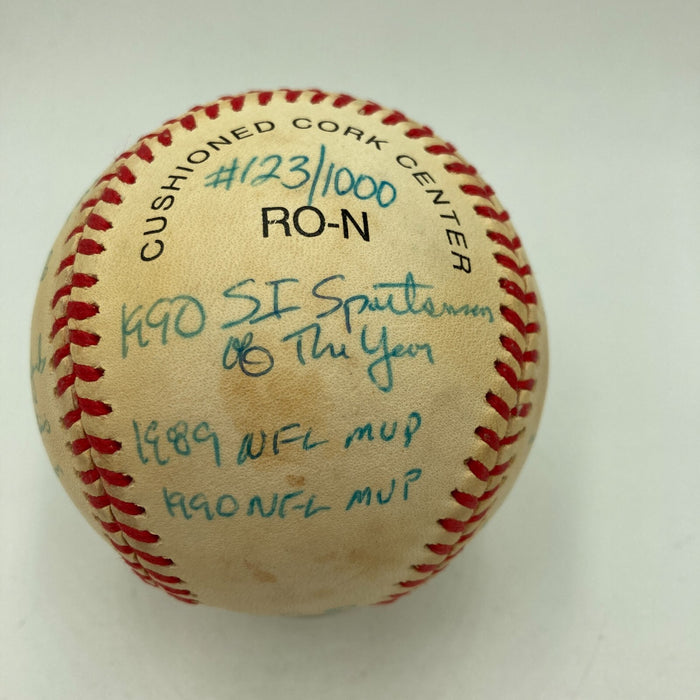 CUSHIONED CORK CENTER
#123/1000
RO-N
1990 SI Sportsman
Of The Year
1989 NFL MVP
1990 NFL MVP